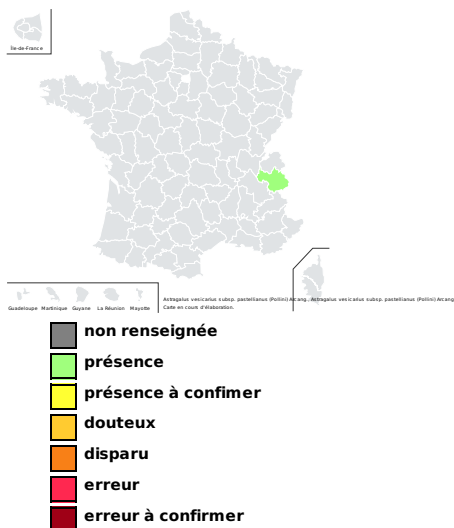 Île-de-France
Guadeloupe Martinique Guyane La Réunion Mayotte
Astragalus vesicarius subsp. pastellianus (Pollini) Arcang., Astragalus vesicarius subsp. pastellianus (Pollini) Arcang
Carte en cours d'élaboration.
non renseignée
présence
présence à confimer
douteux
disparu
erreur
erreur à confirmer